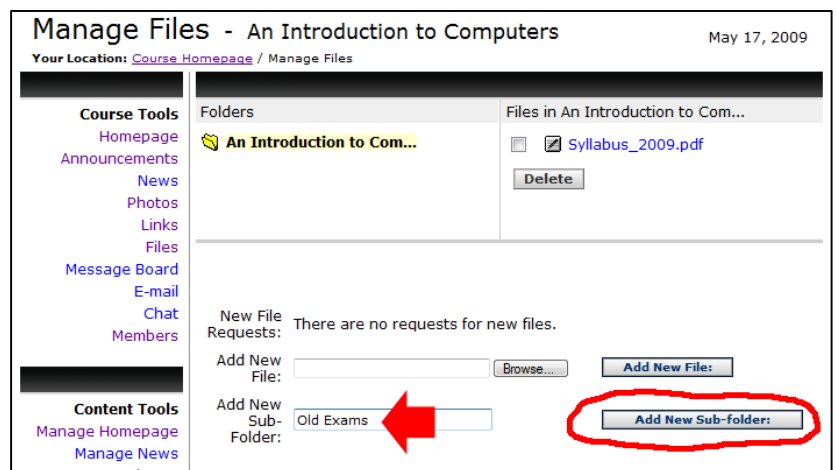 Manage Files - An Introduction to Computers
May 17, 2009
Your Location: Course Homepage / Manage Files
Course Tools
Homepage
Announcements
News
Photos
Links
Files
Message Board
E-mail
Chat
Members
Content Tools
Manage Homepage
Manage News
Folders
An Introduction to Com...
Files in An Introduction to Com...
Syllabus_2009.pdf
Delete
New File
Requests:
There are no requests for new files.
Add New
File:
Browse...
Add New File:
Add New
Sub-
Folder:
Old Exams
Add New Sub-folder: